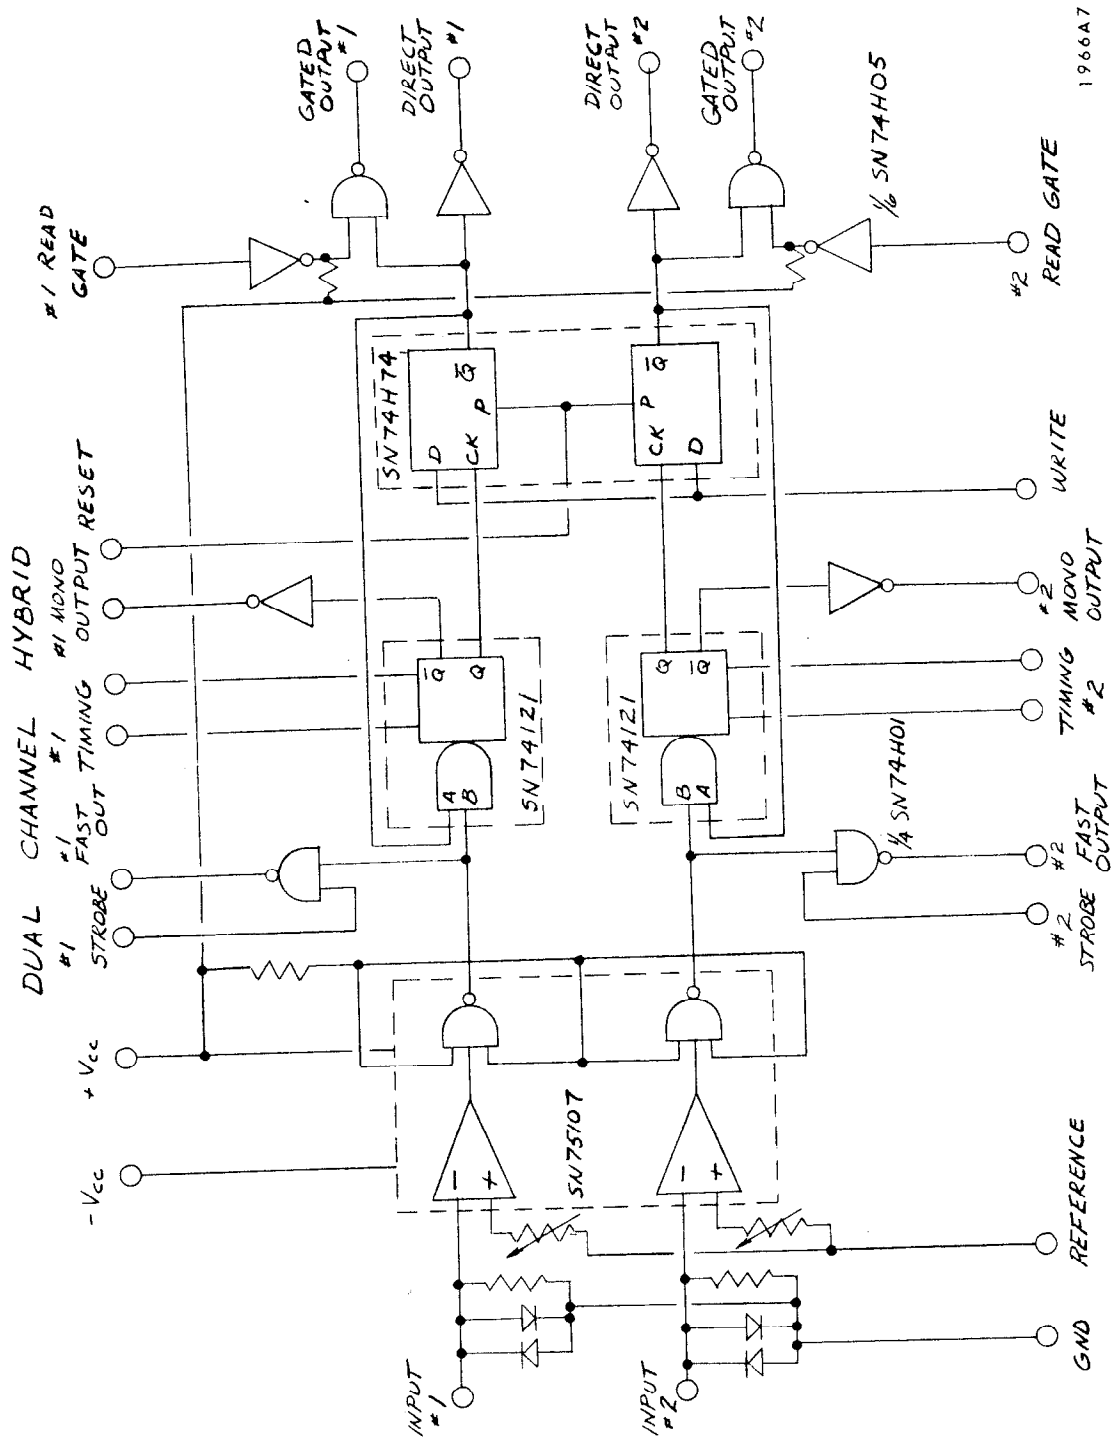 DUAL CHANNEL HYBRID
INPUT
#1
INPUT
#2
GND
REFERENCE
-Vcc
+Vcc
#1
STROBE
#1
FAST
OUT
#1
TIMING
#1 MONO
OUTPUT
RESET
#1 READ
GATE
GATED
OUTPUT
#1
DIRECT
OUTPUT
#1
DIRECT
OUTPUT
#2
GATED
OUTPUT
#2
-
+
SN75107
-
+
A
B
Q̅
Q
SN74121
SN74121
B
A
Q
Q̅
SN74H74
D
CK
P
Q̅
CK
P
D
Q̅
1/4 SN74H01
1/6 SN74H05
#2
STROBE
#2
FAST
OUTPUT
TIMING
#2
#2
MONO
OUTPUT
WRITE
#2
READ GATE
1966A7